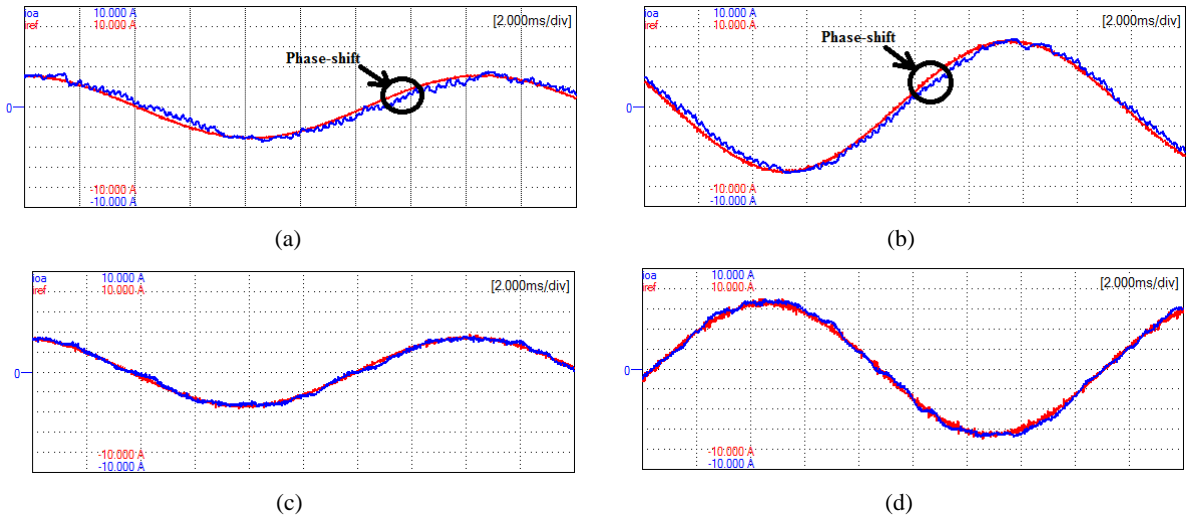 ioa 10.000 A [2.000ms/div]
iref 10.000 A
Phase-shift
0
-10.000 A
-10.000 A
(a)
ioa 10.000 A [2.000ms/div]
iref 10.000 A
Phase-shift
0
-10.000 A
-10.000 A
(b)
ioa 10.000 A [2.000ms/div]
iref 10.000 A
0
-10.000 A
-10.000 A
(c)
ioa 10.000 A [2.000ms/div]
iref 10.000 A
0
-10.000 A
-10.000 A
(d)